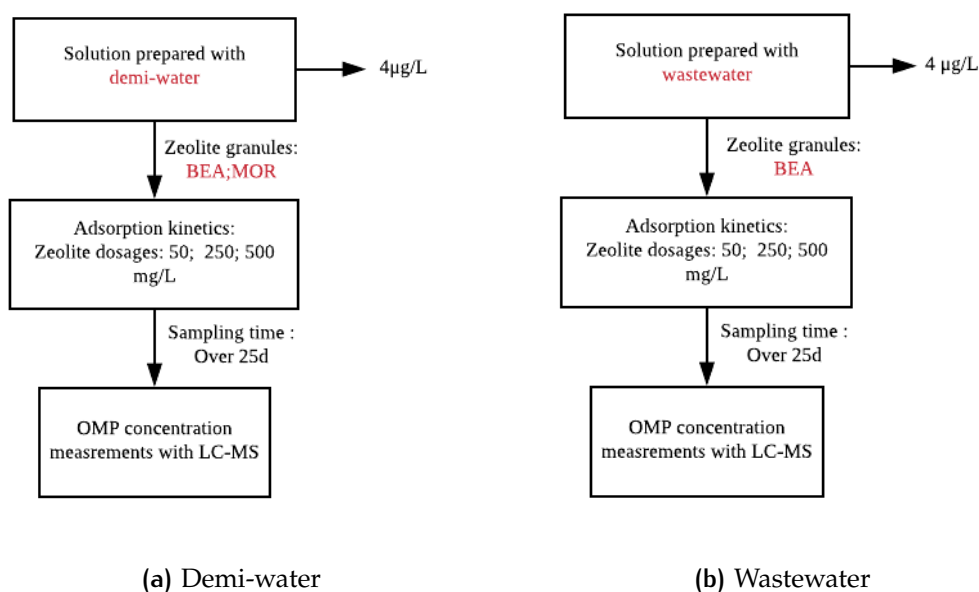 Solution prepared with
demi-water
4μg/L
Zeolite granules:
BEA;MOR
Adsorption kinetics:
Zeolite dosages: 50; 250; 500
mg/L
Sampling time :
Over 25d
OMP concentration
measrements with LC-MS
(a) Demi-water
Solution prepared with
wastewater
4 μg/L
Zeolite granules:
BEA
Adsorption kinetics:
Zeolite dosages: 50; 250; 500
mg/L
Sampling time :
Over 25d
OMP concentration
measrements with LC-MS
(b) Wastewater